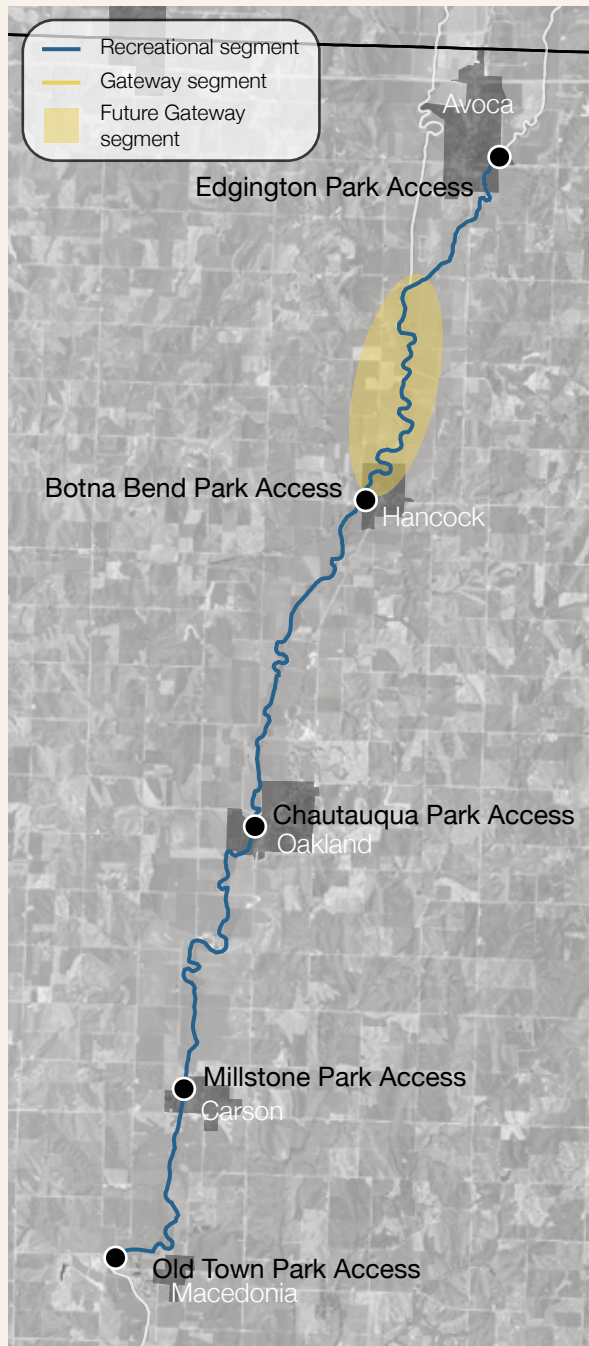 Recreational segment
Gateway segment
Future Gateway
segment
Avoca
Edgington Park Access
Botna Bend Park Access
Hancock
Chautauqua Park Access
Oakland
Millstone Park Access
Carson
Old Town Park Access
Macedonia